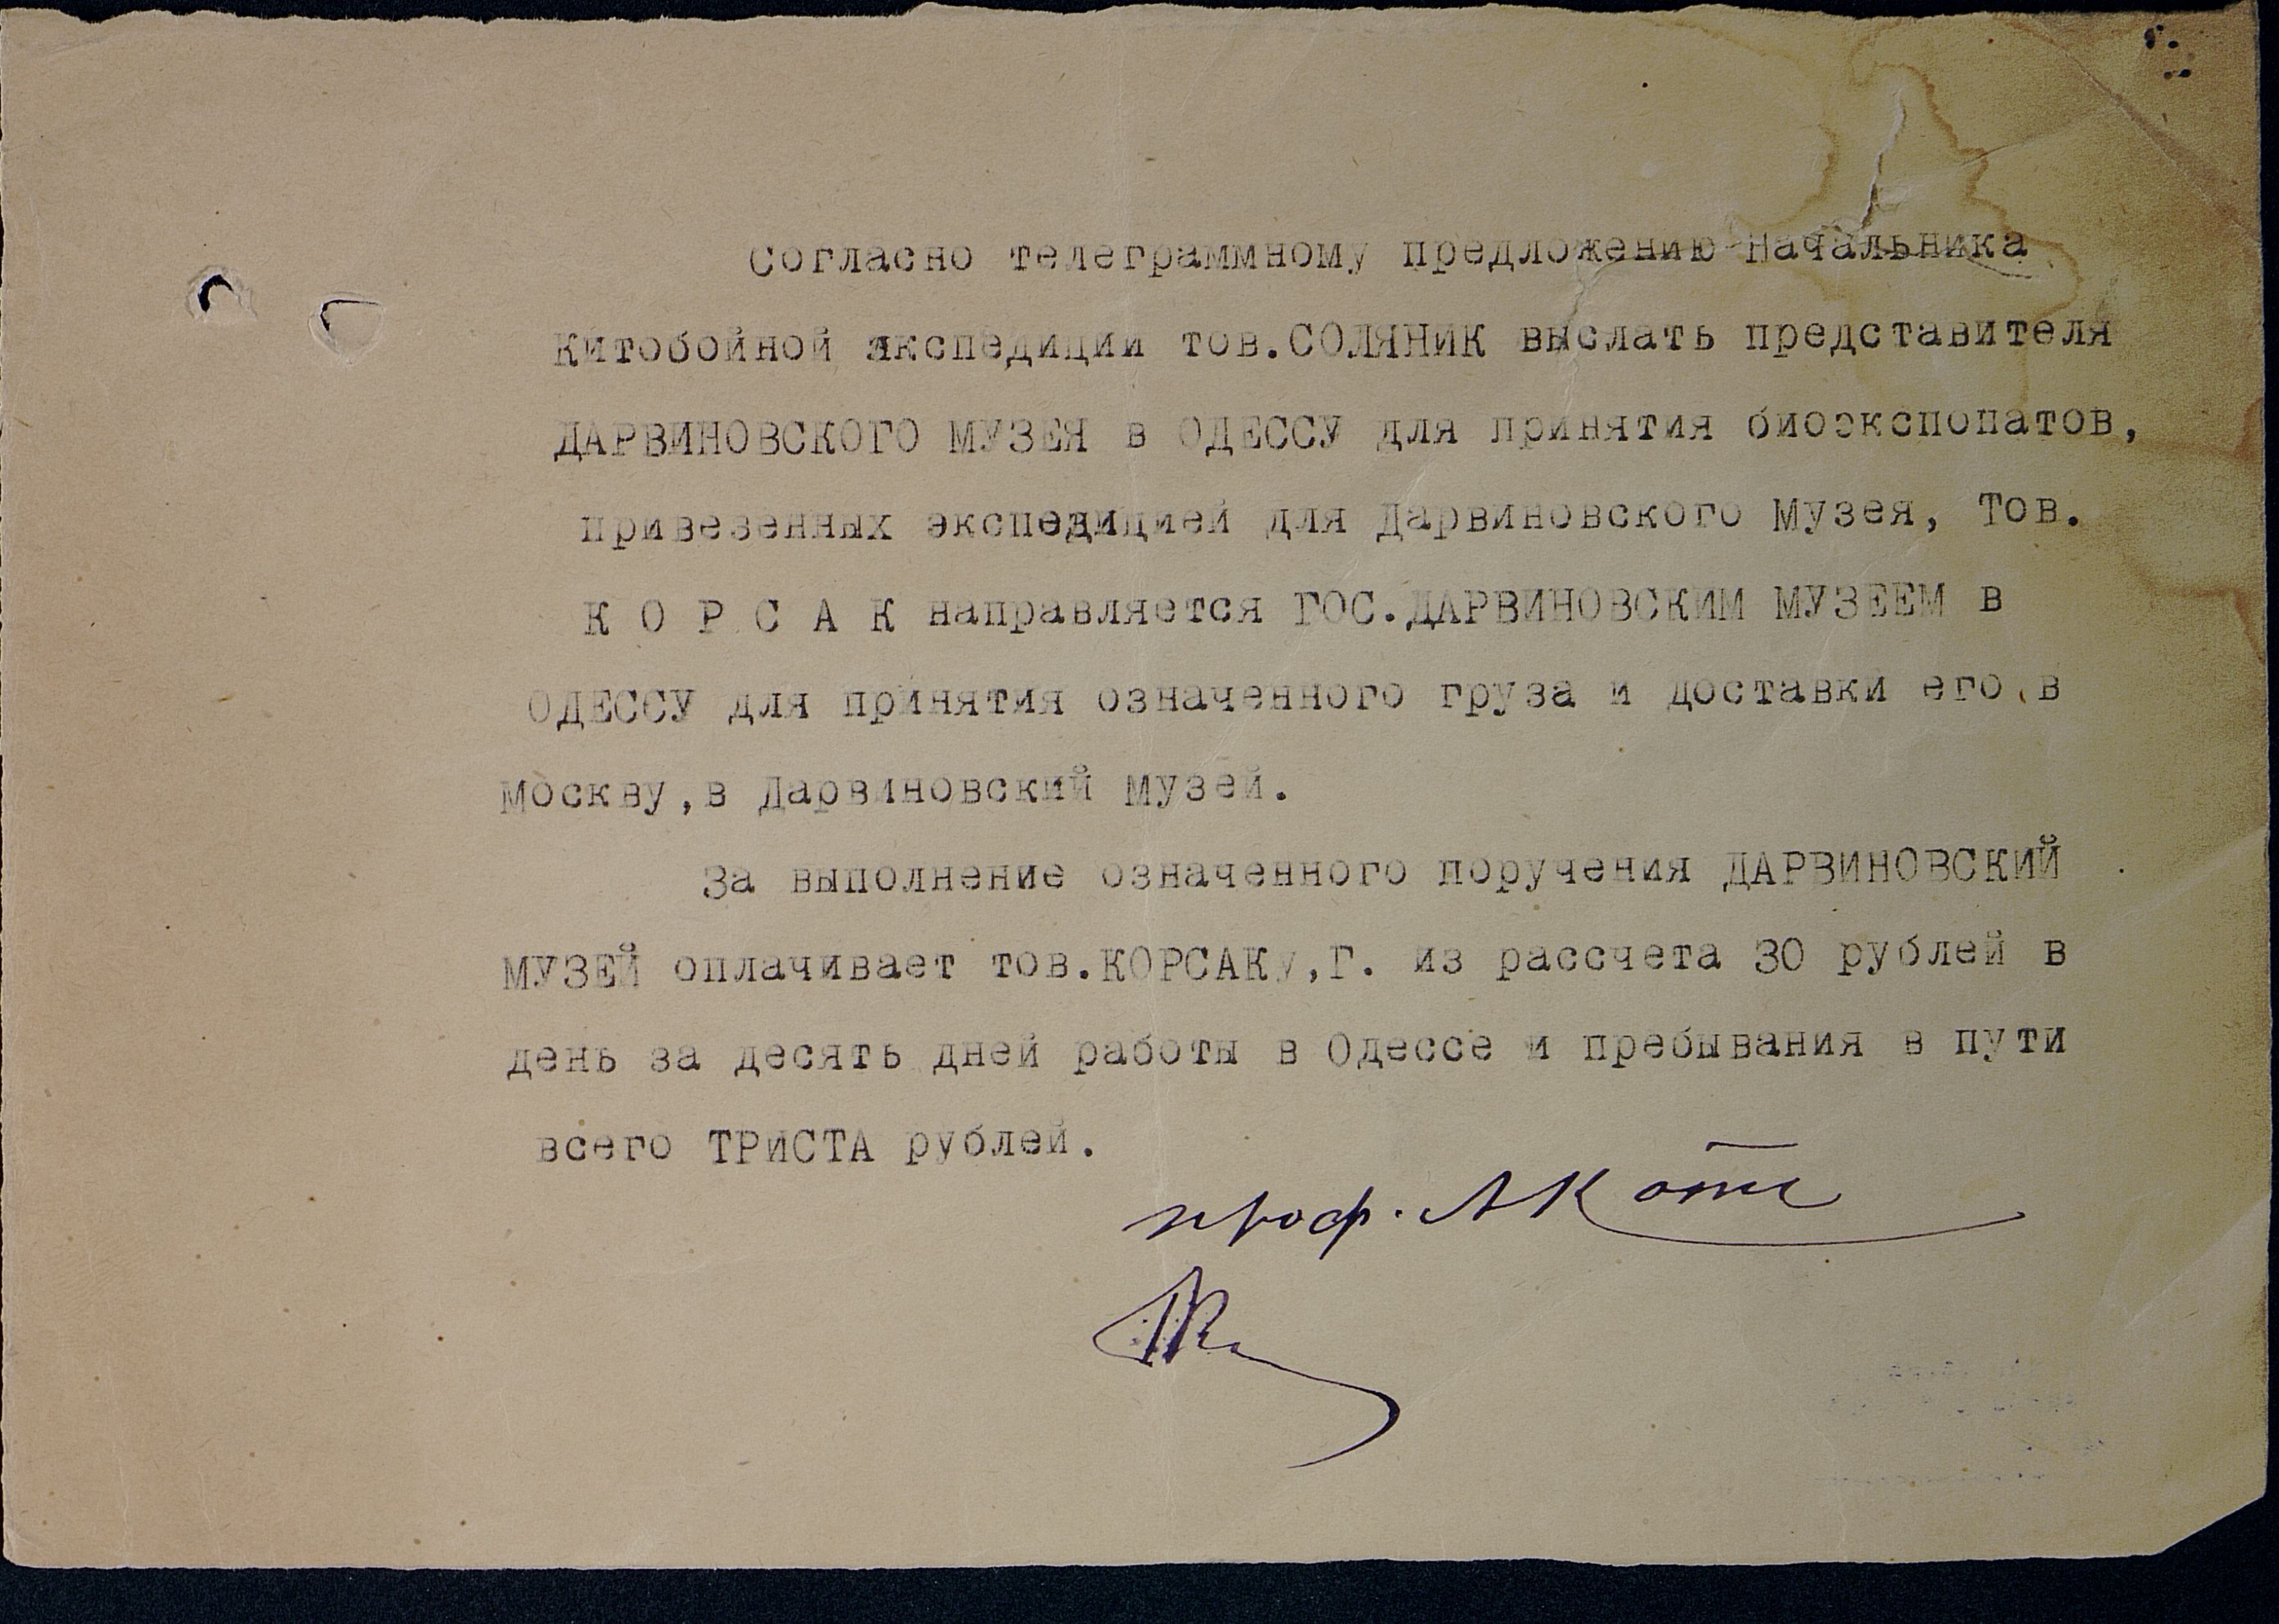 Согласно телеграммному предложению Начальника
Китобойной экспедиции тов.СОЛЯНИК выслать представителя
ДАРВИНОВСКОГО МУЗЕЯ в ОДЕССУ для принятия биоэкспонатов,
привезенных экспедицией для Дарвиновского Музея, Тов.
К О Р С А К направляется ГОС.ДАРВИНОВСКИМ МУЗЕЕМ в
ОДЕССУ для принятия означенного груза и доставки его в
Москву,в Дарвиновский Музей.
За выполнение означенного поручения ДАРВИНОВСКИЙ
МУЗЕЙ оплачивает тов.КОРСАКу,Г. из рассчета 30 рублей в
день за десять дней работы в Одессе и пребывания в пути
всего ТРИСТА рублей.
проф. А Котс